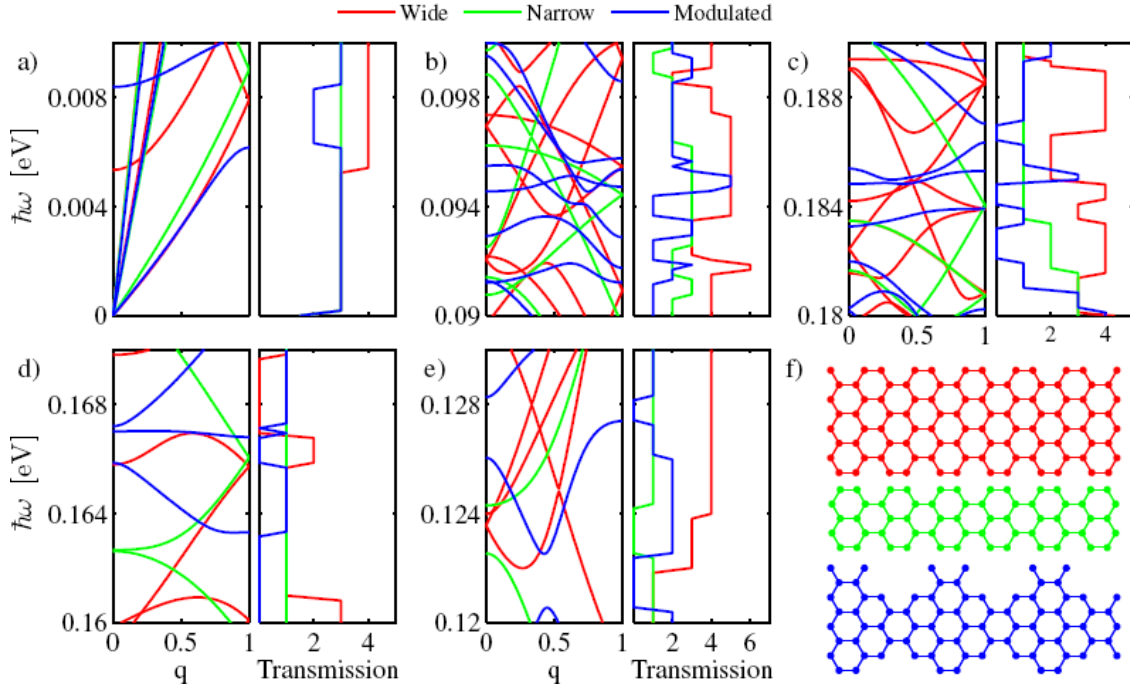 Wide Narrow Modulated
a) b) c)
0.008 0.098 0.188
0.004 0.094 0.184
0 0.09 0.18
ħω [eV]
0 0.5 1 2 4
d) e) f)
0.168 0.128
0.164 0.124
0.16 0.12
ħω [eV]
0 0.5 1 2 4 0 0.5 1 2 4 6
q Transmission q Transmission